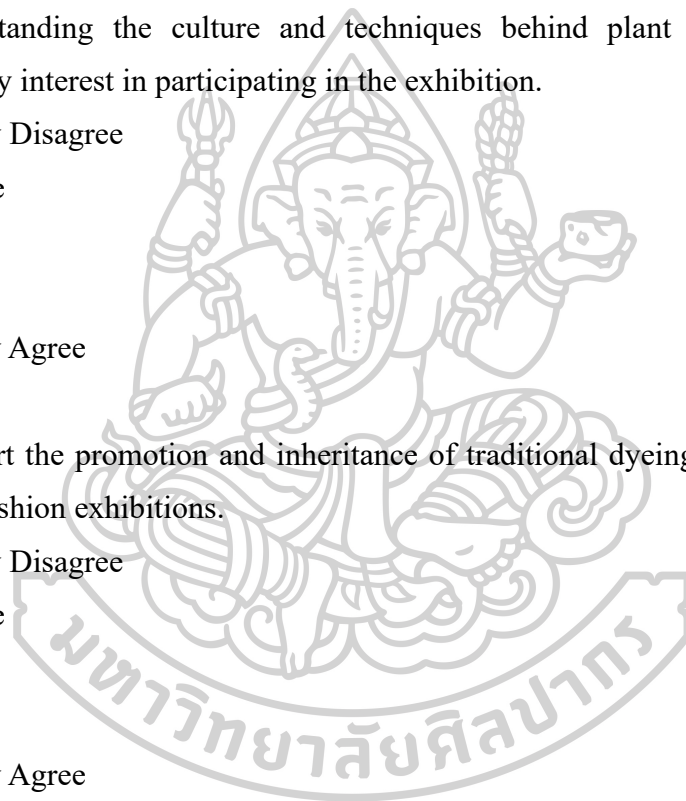 tanding the culture and techniques behind plant
y interest in participating in the exhibition.
Disagree
e
Agree
rt the promotion and inheritance of traditional dyeing
shion exhibitions.
Disagree
e
Agree
มหาวิทยาลัยศิลปากร